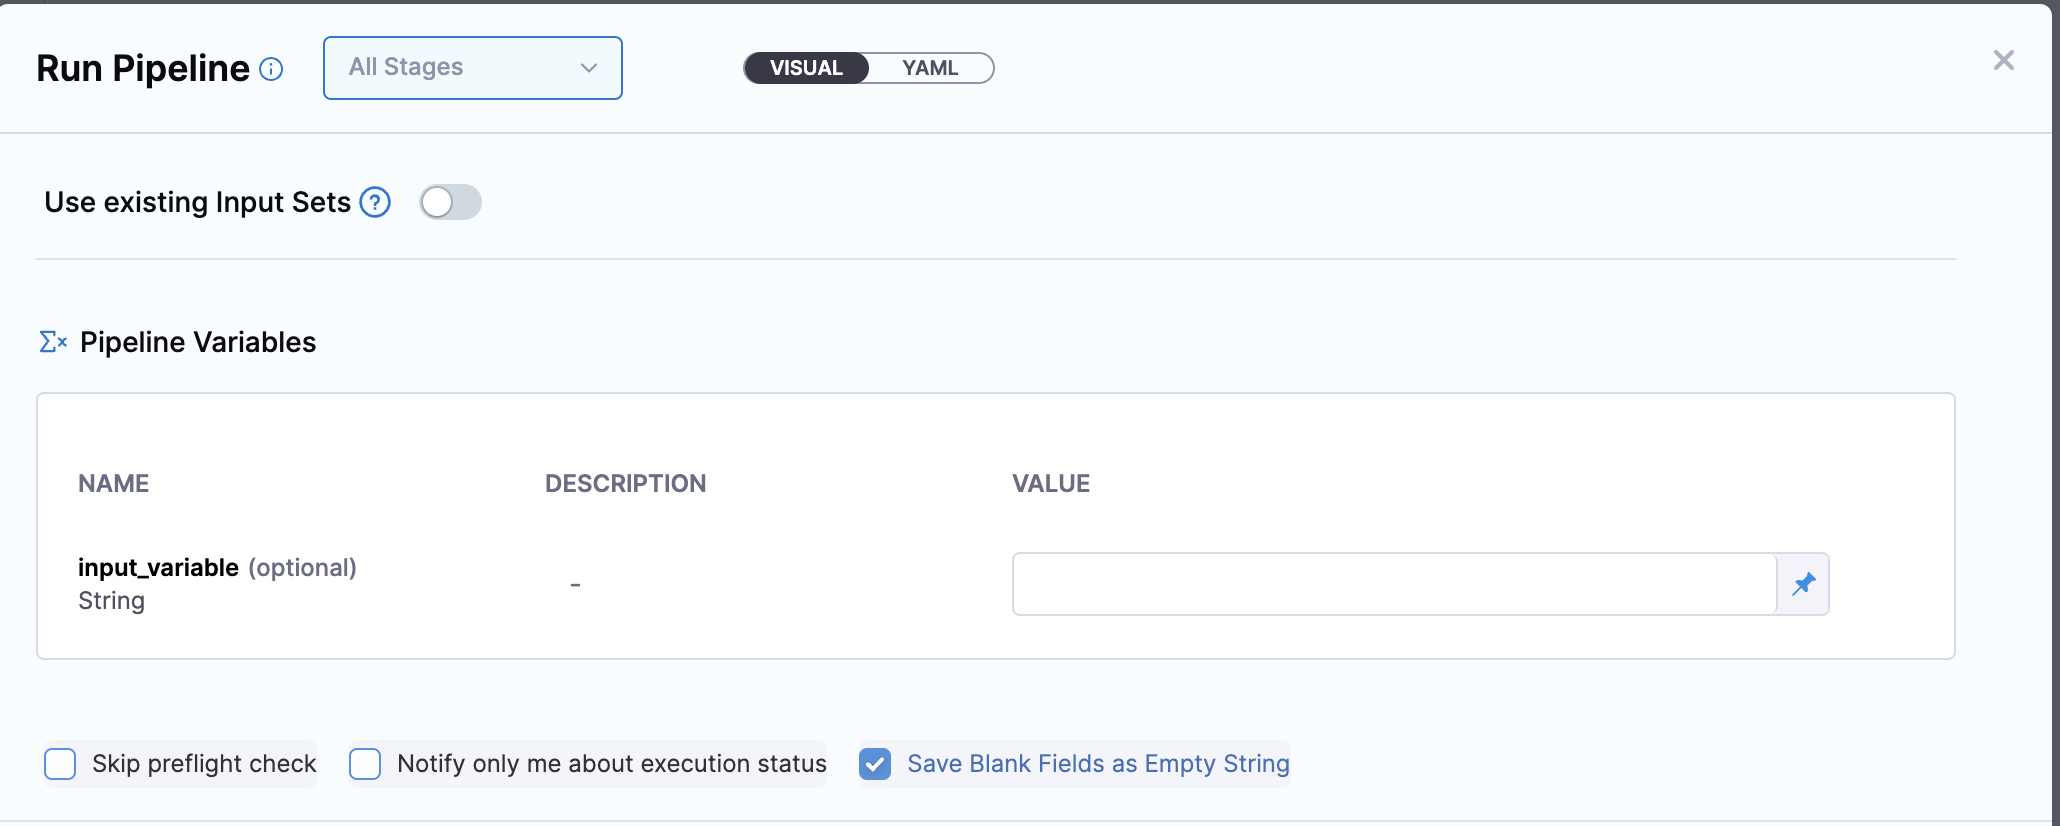 Run Pipeline
All Stages
VISUAL
YAML
Use existing Input Sets
Pipeline Variables
NAME DESCRIPTION VALUE
input_variable (optional)
String
-
Skip preflight check
Notify only me about execution status
Save Blank Fields as Empty String